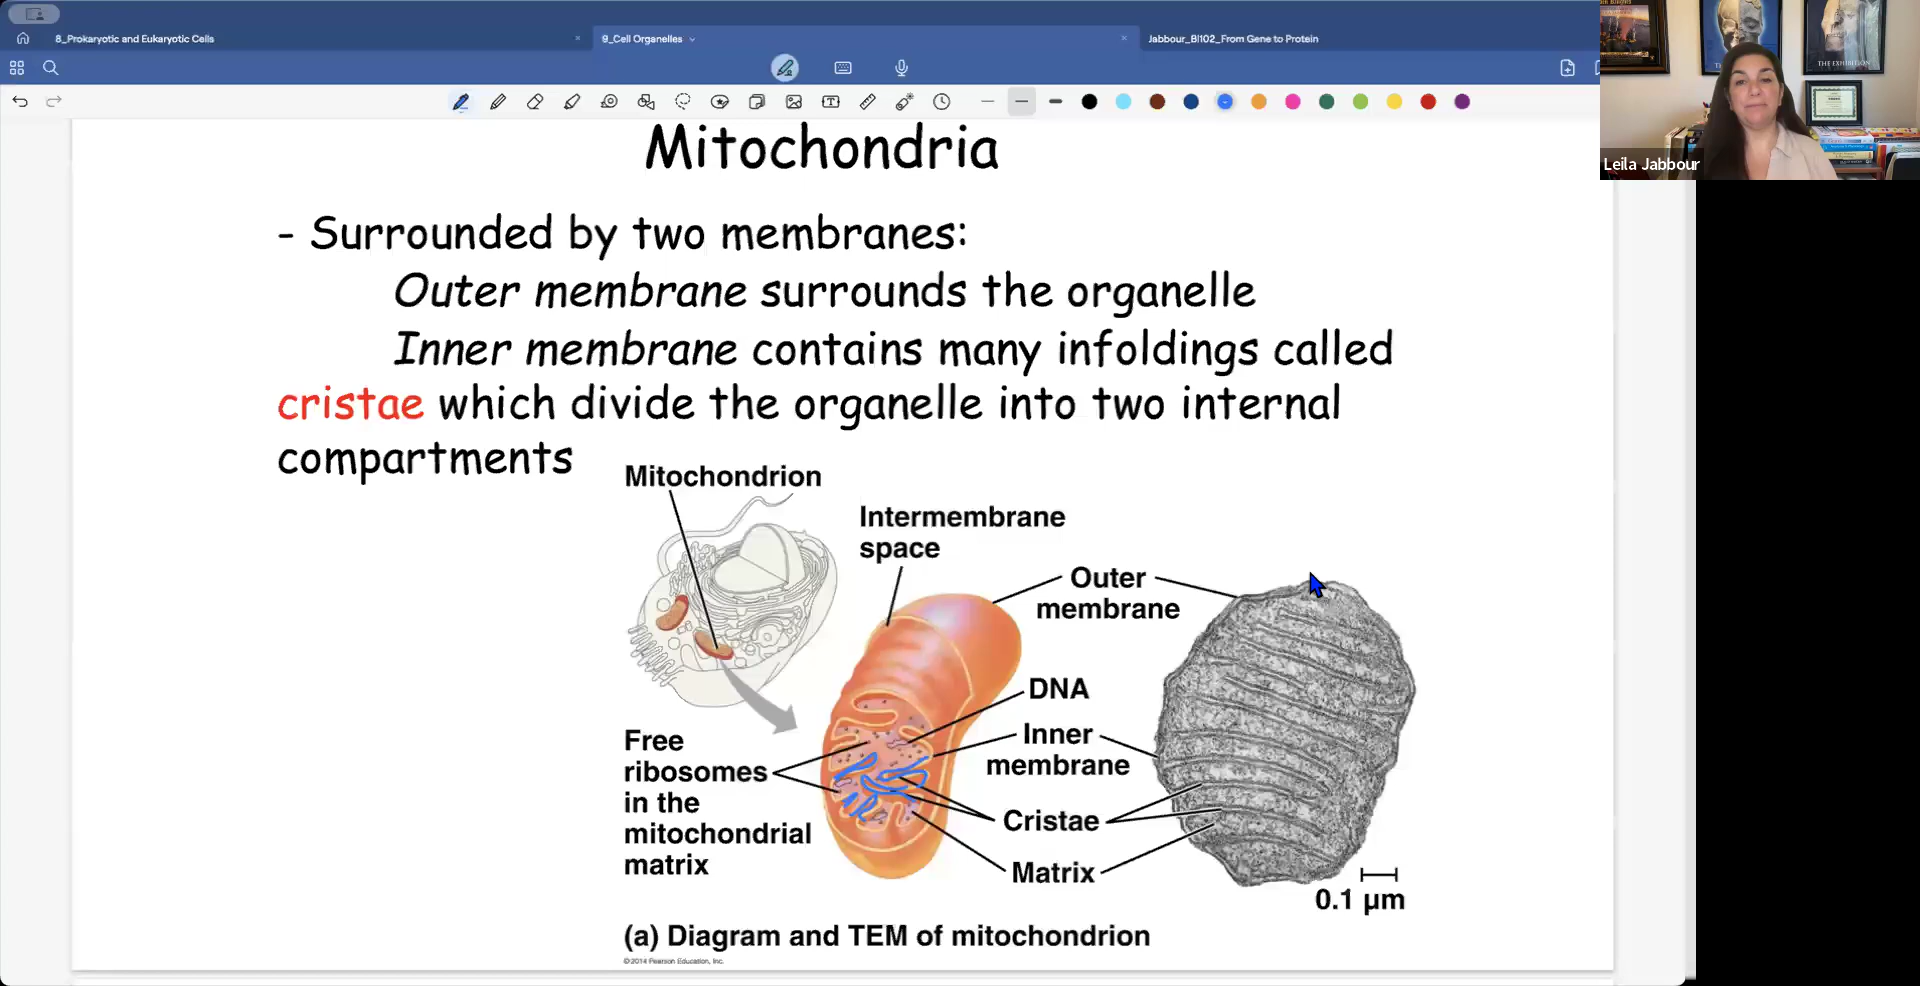 8_Prokaryotic and Eukaryotic Cells
9_Cell Organelles
Jabbour_BI102_From Gene to Protein
THE EXHIBITION
Leila Jabbour
Mitochondria
- Surrounded by two membranes:
Outer membrane surrounds the organelle
Inner membrane contains many infoldings called
cristae which divide the organelle into two internal
compartments
Mitochondrion
Intermembrane
space
Outer
membrane
DNA
Inner
membrane
Free
ribosomes
in the
mitochondrial
matrix
Cristae
Matrix
0.1 µm
(a) Diagram and TEM of mitochondrion
©2014 Pearson Education, Inc.